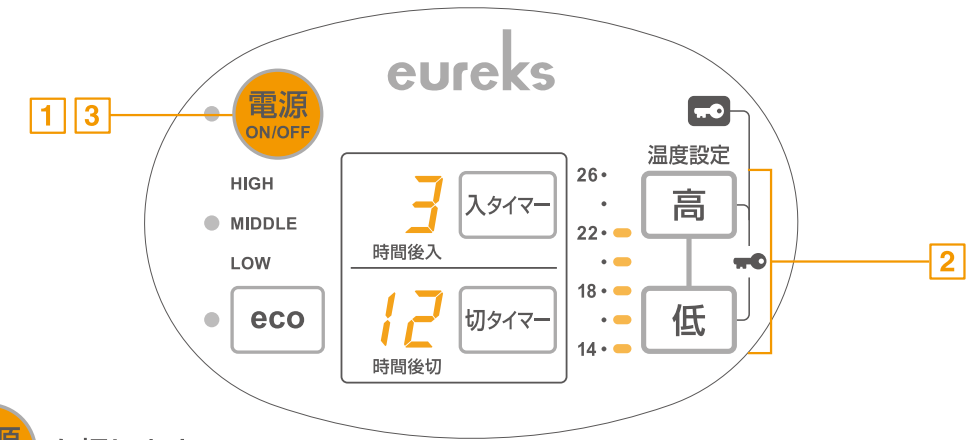 eureks
1 3
電源
ON/OFF
HIGH
MIDDLE
LOW
eco
3
入タイマー
時間後入
12
切タイマー
時間後切
温度設定
26
22
18
14
高
低
2